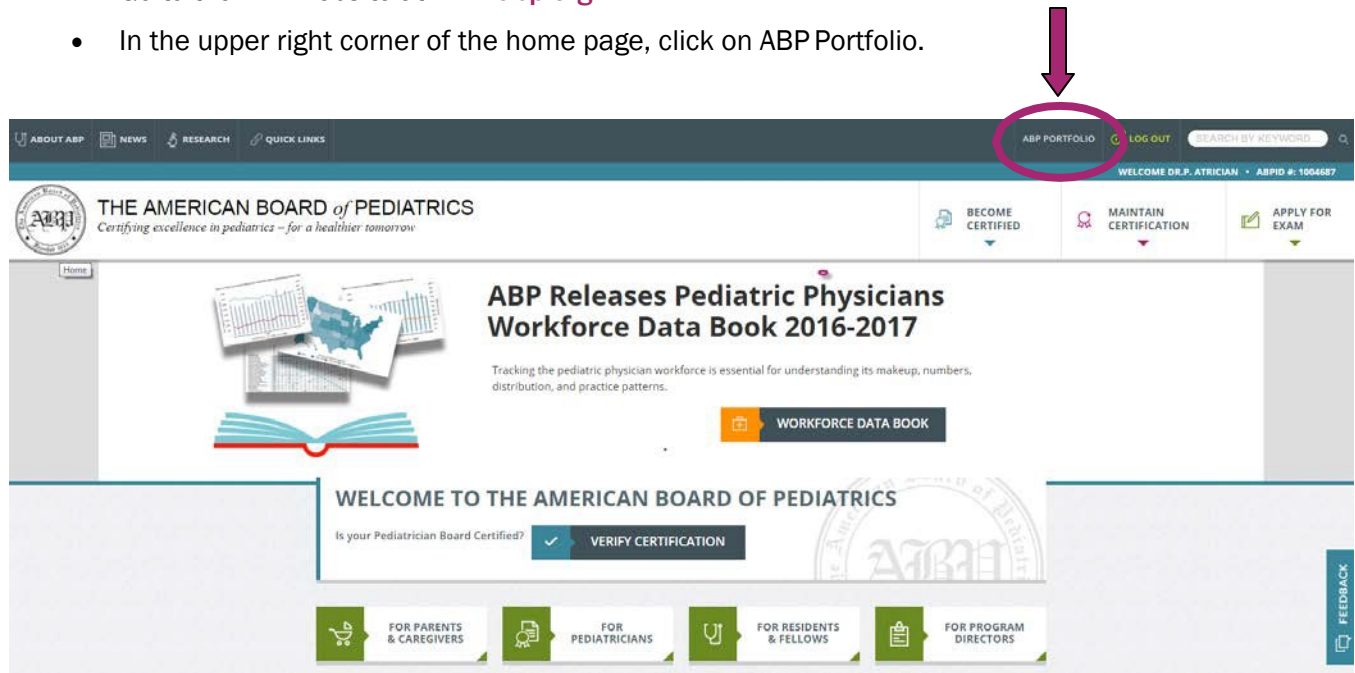 • In the upper right corner of the home page, click on ABP Portfolio.
ABOUT ABP NEWS RESEARCH QUICK LINKS ABP PORTFOLIO LOG OUT SEARCH BY KEYWORD
WELCOME DR.P. ATRICIAN • ABPID #: 1004687
THE AMERICAN BOARD of PEDIATRICS
Certifying excellence in pediatrics – for a healthier tomorrow
ABP
BECOME
CERTIFIED
MAINTAIN
CERTIFICATION
APPLY FOR
EXAM
Home
ABP Releases Pediatric Physicians
Workforce Data Book 2016-2017
Tracking the pediatric physician workforce is essential for understanding its makeup, numbers,
distribution, and practice patterns.
WORKFORCE DATA BOOK
WELCOME TO THE AMERICAN BOARD OF PEDIATRICS
Is your Pediatrician Board Certified?
VERIFY CERTIFICATION
ABP
FOR PARENTS
& CAREGIVERS
FOR
PEDIATRICIANS
FOR RESIDENTS
& FELLOWS
FOR PROGRAM
DIRECTORS
FEEDBACK